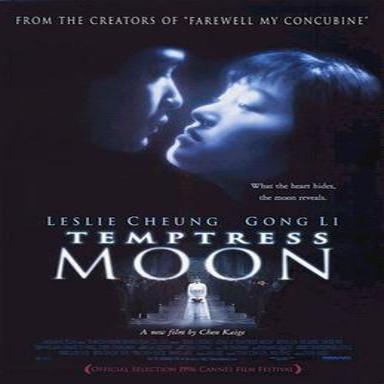 FROM THE CREATORS OF "FAREWELL MY CONCUBINE"
What the heart hides,
the moon reveals.
LESLIE CHEUNG GONG LI
TEMPTRESS
MOON
A new film by Chen Kaige
OFFICIAL SELECTION 1996 CANNES FILM FESTIVAL